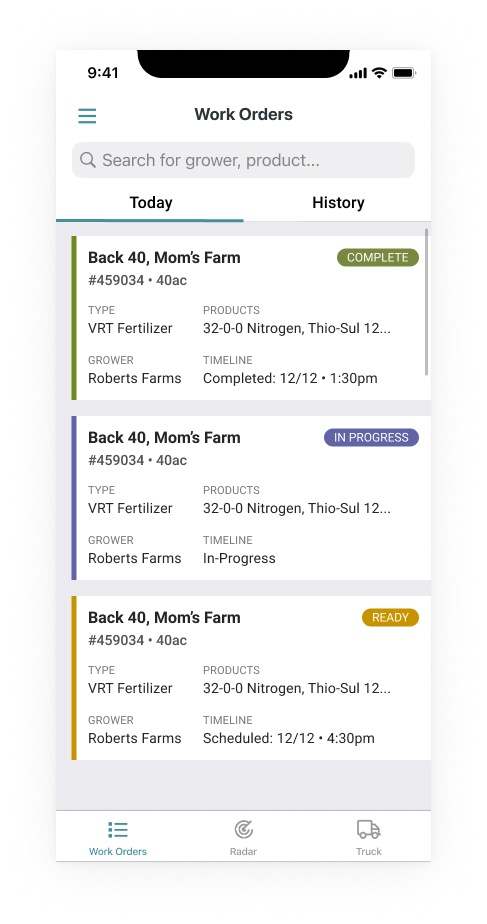 9:41
Work Orders
Search for grower, product...
Today History
Back 40, Mom’s Farm COMPLETE
#459034 • 40ac
TYPE PRODUCTS
VRT Fertilizer 32-0-0 Nitrogen, Thio-Sul 12...
GROWER TIMELINE
Roberts Farms Completed: 12/12 • 1:30pm
Back 40, Mom’s Farm IN PROGRESS
#459034 • 40ac
TYPE PRODUCTS
VRT Fertilizer 32-0-0 Nitrogen, Thio-Sul 12...
GROWER TIMELINE
Roberts Farms In-Progress
Back 40, Mom’s Farm READY
#459034 • 40ac
TYPE PRODUCTS
VRT Fertilizer 32-0-0 Nitrogen, Thio-Sul 12...
GROWER TIMELINE
Roberts Farms Scheduled: 12/12 • 4:30pm
Work Orders Radar Truck